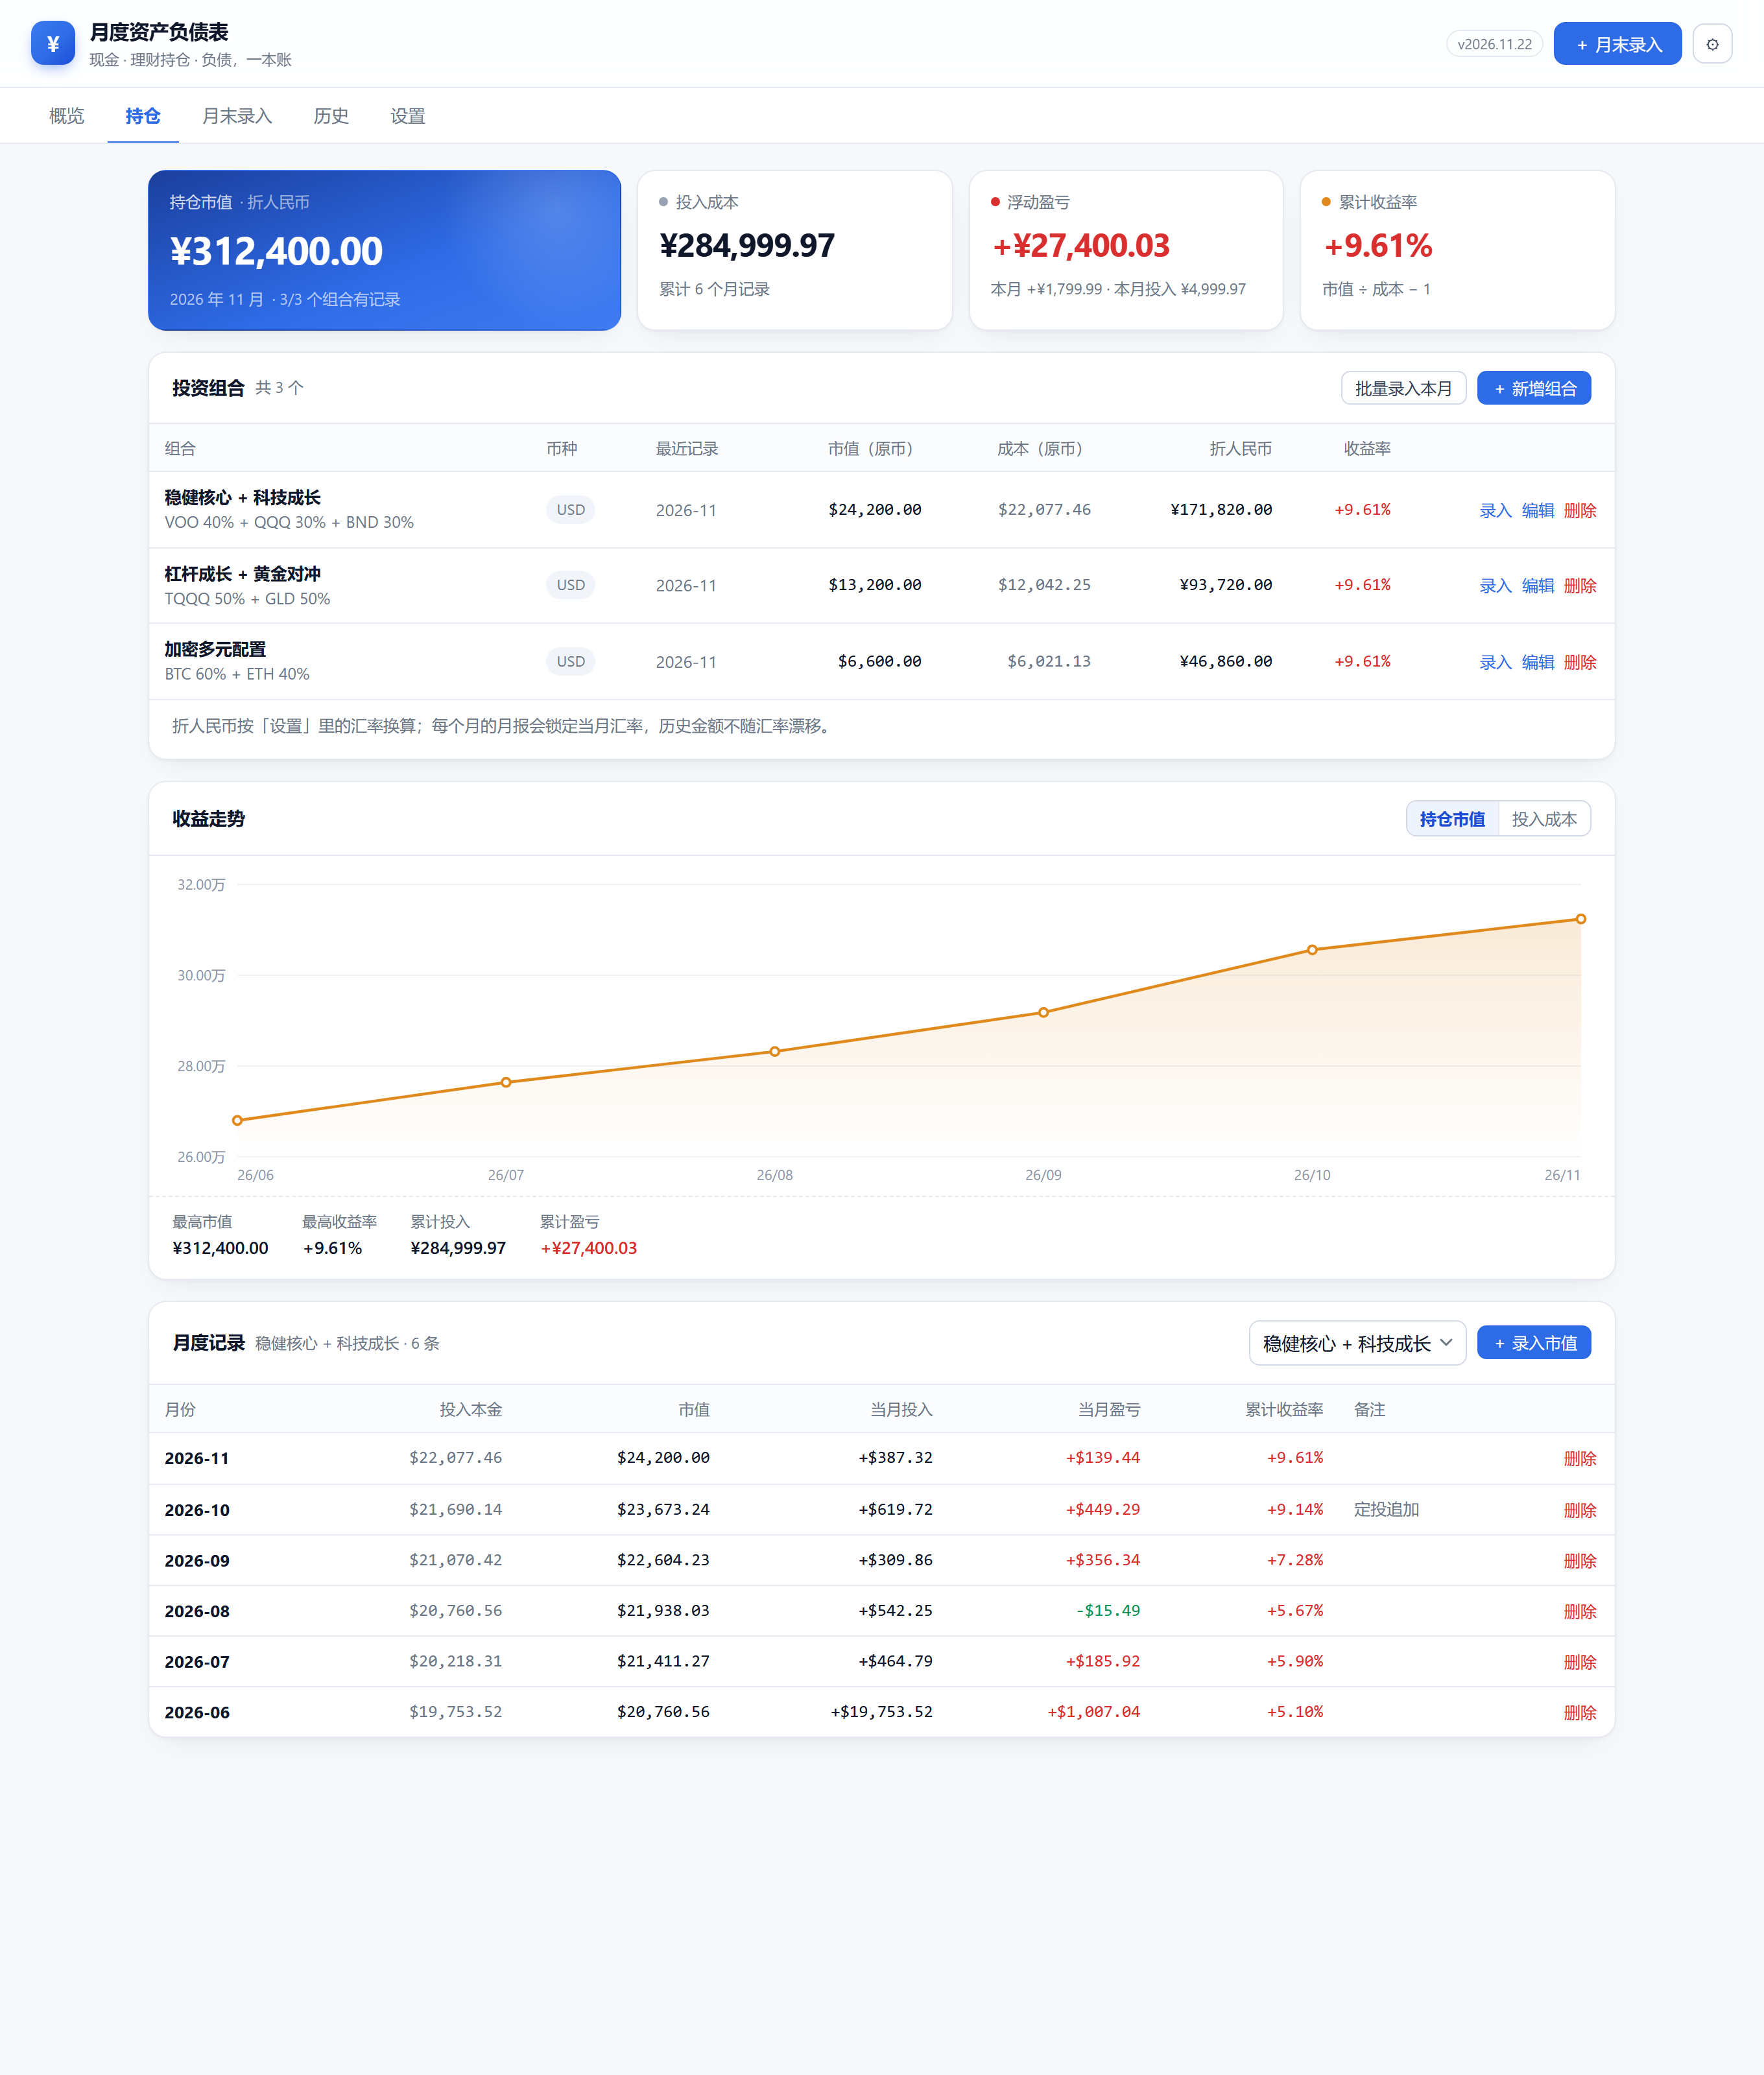 ¥
月度资产负债表
现金 · 理财持仓 · 负债，一本账
v2026.11.22
+ 月末录入
概览 持仓 月末录入 历史 设置
持仓市值 · 折人民币
¥312,400.00
2026 年 11 月 · 3/3 个组合有记录
投入成本
¥284,999.97
累计 6 个月记录
浮动盈亏
+¥27,400.03
本月 +¥1,799.99 · 本月投入 ¥4,999.97
累计收益率
+9.61%
市值 ÷ 成本 − 1
投资组合 共 3 个
批量录入本月
+ 新增组合
组合 币种 最近记录 市值（原币） 成本（原币） 折人民币 收益率
稳健核心 + 科技成长
VOO 40% + QQQ 30% + BND 30%
USD 2026-11 $24,200.00 $22,077.46 ¥171,820.00 +9.61% 录入 编辑 删除
杠杆成长 + 黄金对冲
TQQQ 50% + GLD 50%
USD 2026-11 $13,200.00 $12,042.25 ¥93,720.00 +9.61% 录入 编辑 删除
加密多元配置
BTC 60% + ETH 40%
USD 2026-11 $6,600.00 $6,021.13 ¥46,860.00 +9.61% 录入 编辑 删除
折人民币按「设置」里的汇率换算；每个月的月报会锁定当月汇率，历史金额不随汇率漂移。
收益走势
持仓市值 投入成本
32.00万
30.00万
28.00万
26.00万
26/06 26/07 26/08 26/09 26/10 26/11
最高市值 最高收益率 累计投入 累计盈亏
¥312,400.00 +9.61% ¥284,999.97 +¥27,400.03
月度记录 稳健核心 + 科技成长 · 6 条
稳健核心 + 科技成长
+ 录入市值
月份 投入本金 市值 当月投入 当月盈亏 累计收益率 备注
2026-11 $22,077.46 $24,200.00 +$387.32 +$139.44 +9.61% 删除
2026-10 $21,690.14 $23,673.24 +$619.72 +$449.29 +9.14% 定投追加 删除
2026-09 $21,070.42 $22,604.23 +$309.86 +$356.34 +7.28% 删除
2026-08 $20,760.56 $21,938.03 +$542.25 -$15.49 +5.67% 删除
2026-07 $20,218.31 $21,411.27 +$464.79 +$185.92 +5.90% 删除
2026-06 $19,753.52 $20,760.56 +$19,753.52 +$1,007.04 +5.10% 删除